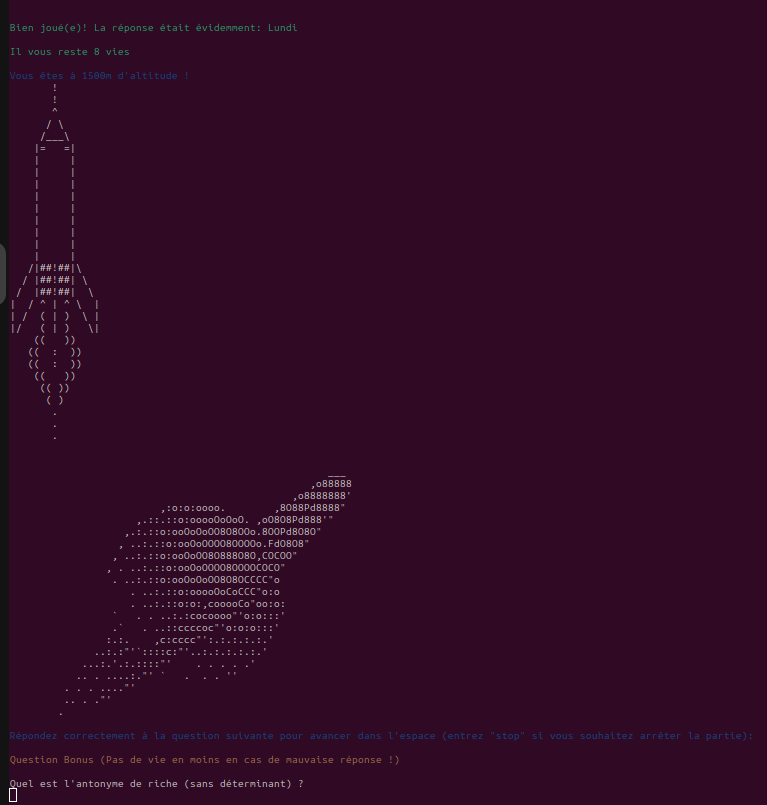 Bien joué(e)! La réponse était évidemment: Lundi
Il vous reste 8 vies
Vous êtes à 1500m d'altitude !
Répondez correctement à la question suivante pour avancer dans l'espace (entrez "stop" si vous souhaitez arrêter la partie):
Question Bonus (Pas de vie en moins en cas de mauvaise réponse !)
Quel est l'antonyme de riche (sans déterminant) ?